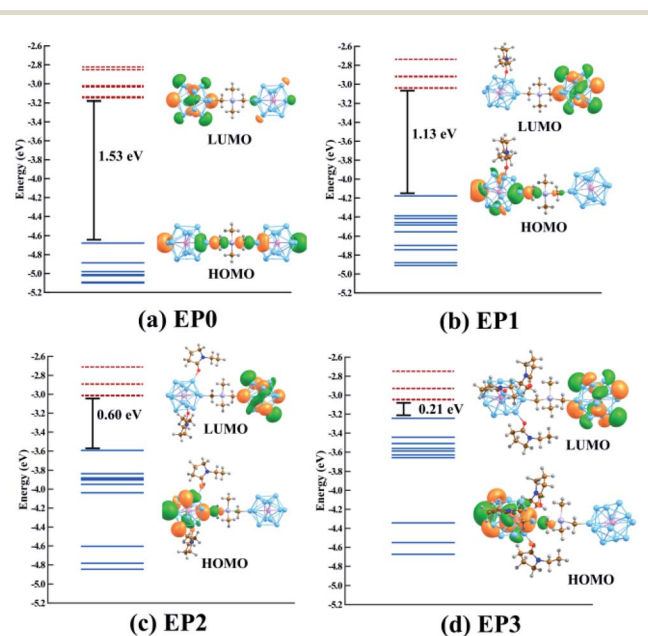 -2.6
-2.8
-3.0
-3.2
-3.4
-3.6
-3.8
-4.0
-4.2
-4.4
-4.6
-4.8
-5.0
-5.2
Energy (eV)
1.53 eV
LUMO
HOMO
(a) EP0
-2.6
-2.8
-3.0
-3.2
-3.4
-3.6
-3.8
-4.0
-4.2
-4.4
-4.6
-4.8
-5.0
-5.2
Energy (eV)
1.13 eV
LUMO
HOMO
(b) EP1
-2.6
-2.8
-3.0
-3.2
-3.4
-3.6
-3.8
-4.0
-4.2
-4.4
-4.6
-4.8
-5.0
-5.2
Energy (eV)
0.60 eV
LUMO
HOMO
(c) EP2
-2.6
-2.8
-3.0
-3.2
-3.4
-3.6
-3.8
-4.0
-4.2
-4.4
-4.6
-4.8
-5.0
-5.2
Energy (eV)
0.21 eV
LUMO
HOMO
(d) EP3